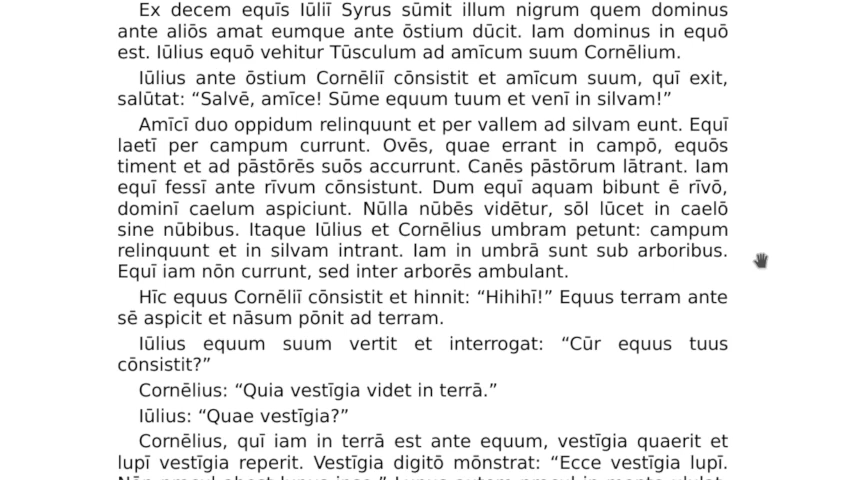 Ex decem equīs Iūliī Syrus sūmit illum nigrum quem dominus
ante aliōs amat eumque ante ōstium dūcit. Iam dominus in equō
est. Iūlius equō vehitur Tūsculum ad amīcum suum Cornēlium.
Iūlius ante ōstium Cornēliī cōnsistit et amīcum suum, quī exit,
salūtat: “Salvē, amīce! Sūme equum tuum et venī in silvam!”
Amīcī duo oppidum relinquunt et per vallem ad silvam eunt. Equī
laetī per campum currunt. Ovēs, quae errant in campō, equōs
timent et ad pāstōrēs suōs accurrunt. Canēs pāstōrum lātrant. Iam
equī fessī ante rīvum cōnsistunt. Dum equī aquam bibunt ē rīvō,
dominī caelum aspiciunt. Nūlla nūbēs vidētur, sōl lūcet in caelō
sine nūbibus. Itaque Iūlius et Cornēlius umbram petunt: campum
relinquunt et in silvam intrant. Iam in umbrā sunt sub arboribus.
Equī iam nōn currunt, sed inter arborēs ambulant.
Hīc equus Cornēliī cōnsistit et hinnit: “Hihihī!” Equus terram ante
sē aspicit et nāsum pōnit ad terram.
Iūlius equum suum vertit et interrogat: “Cūr equus tuus
cōnsistit?”
Cornēlius: “Quia vestīgia videt in terrā.”
Iūlius: “Quae vestīgia?”
Cornēlius, quī iam in terrā est ante equum, vestīgia quaerit et
lupī vestīgia reperit. Vestīgia digitō mōnstrat: “Ecce vestīgia lupī.